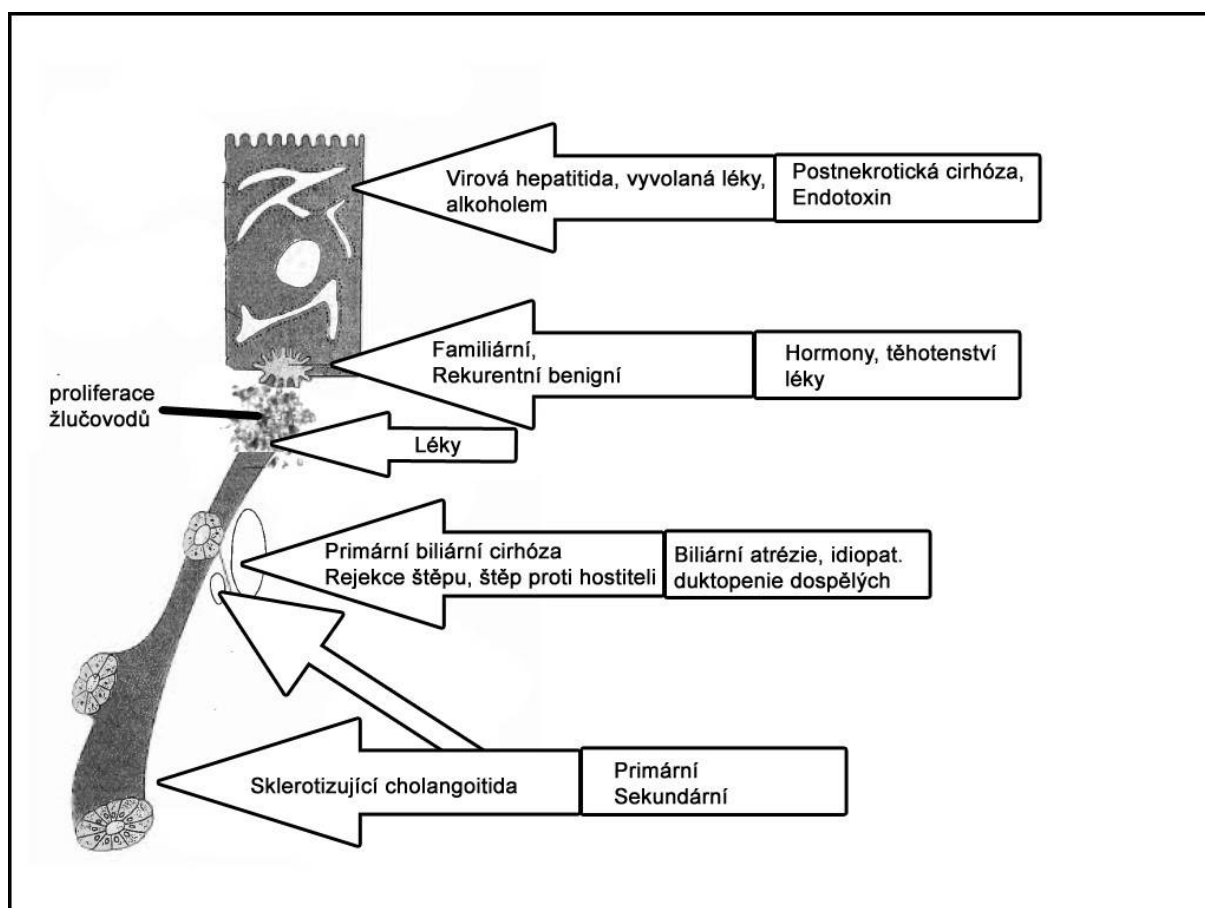 Virová hepatitida, vyvolaná léky,
alkoholem
Postnekrotická cirhóza,
Endotoxin
Familiární,
Rekurentní benigní
Hormony, těhotenství
léky
proliferace
žlučovodů
Léky
Primární biliární cirhóza
Rejekce štěpu, štěp proti hostiteli
Biliární atrézie, idiopat.
duktopenie dospělých
Sklerotizující cholangoitida
Primární
Sekundární